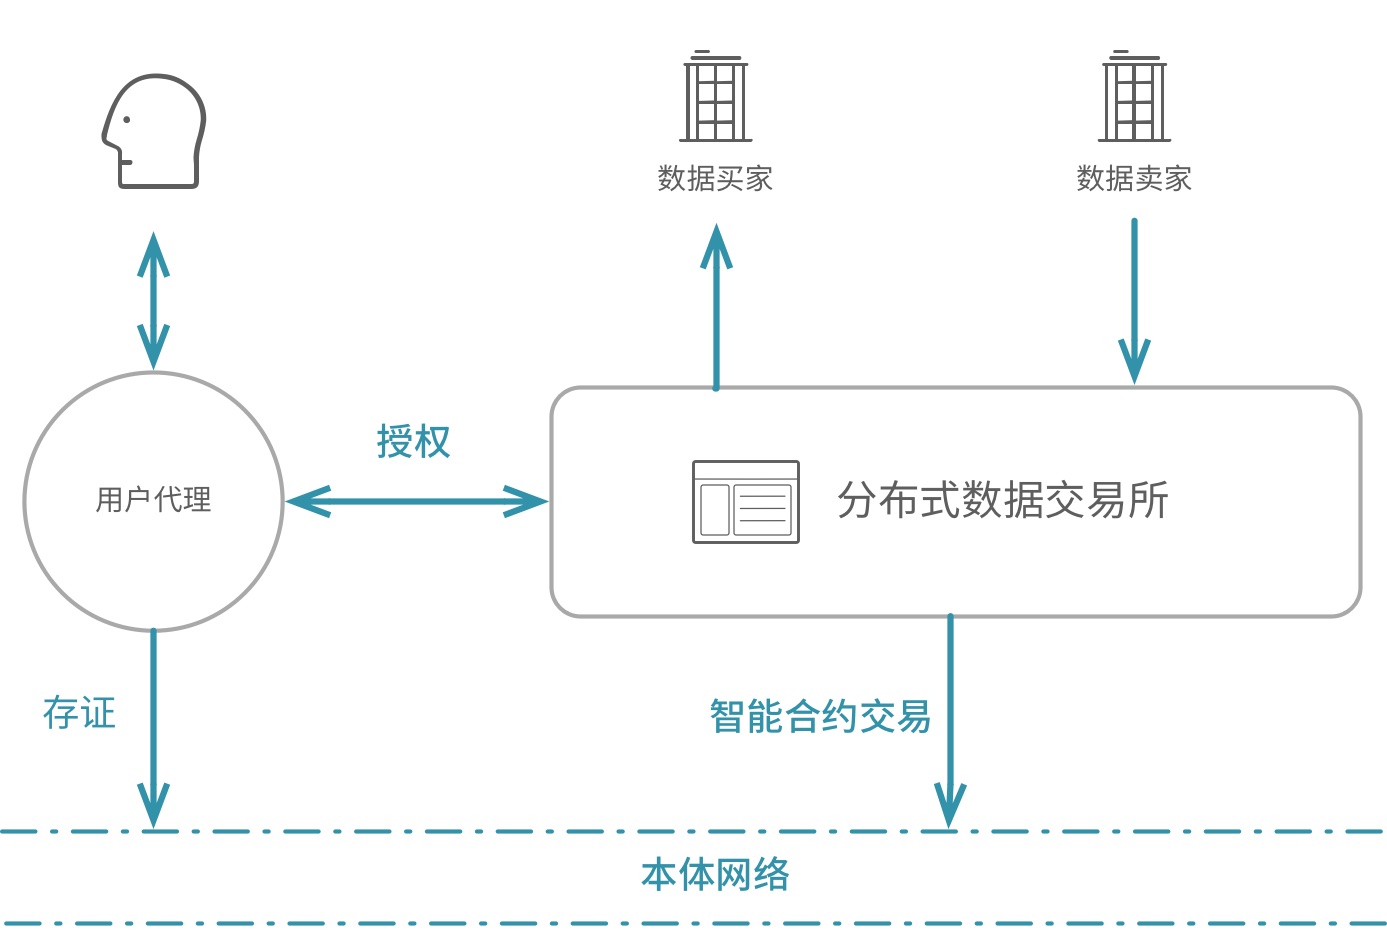 数据买家
数据卖家
授权
用户代理
分布式数据交易所
存证
智能合约交易
本体网络